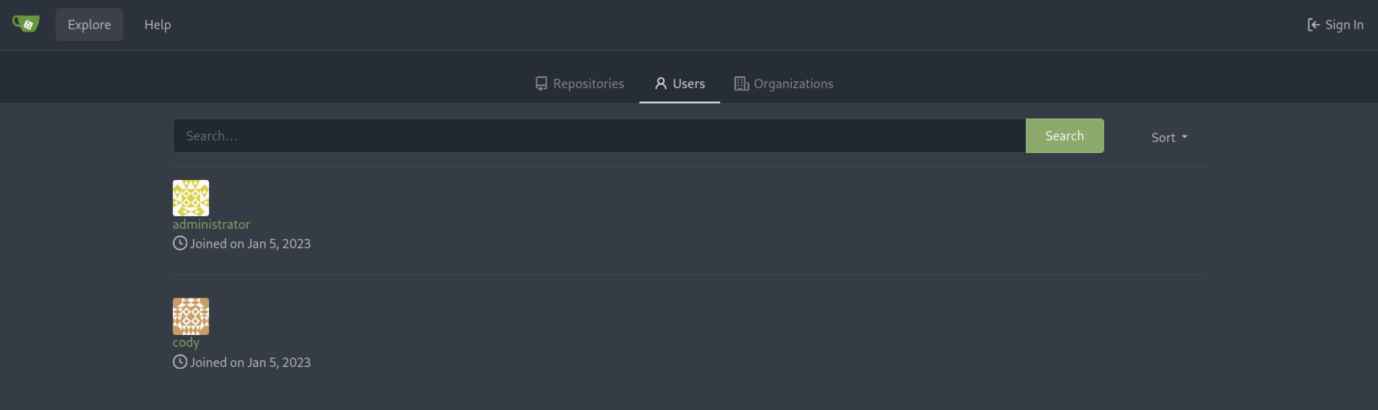 Explore Help Sign In
Repositories Users Organizations
Search... Search Sort
administrator
Joined on Jan 5, 2023
cody
Joined on Jan 5, 2023